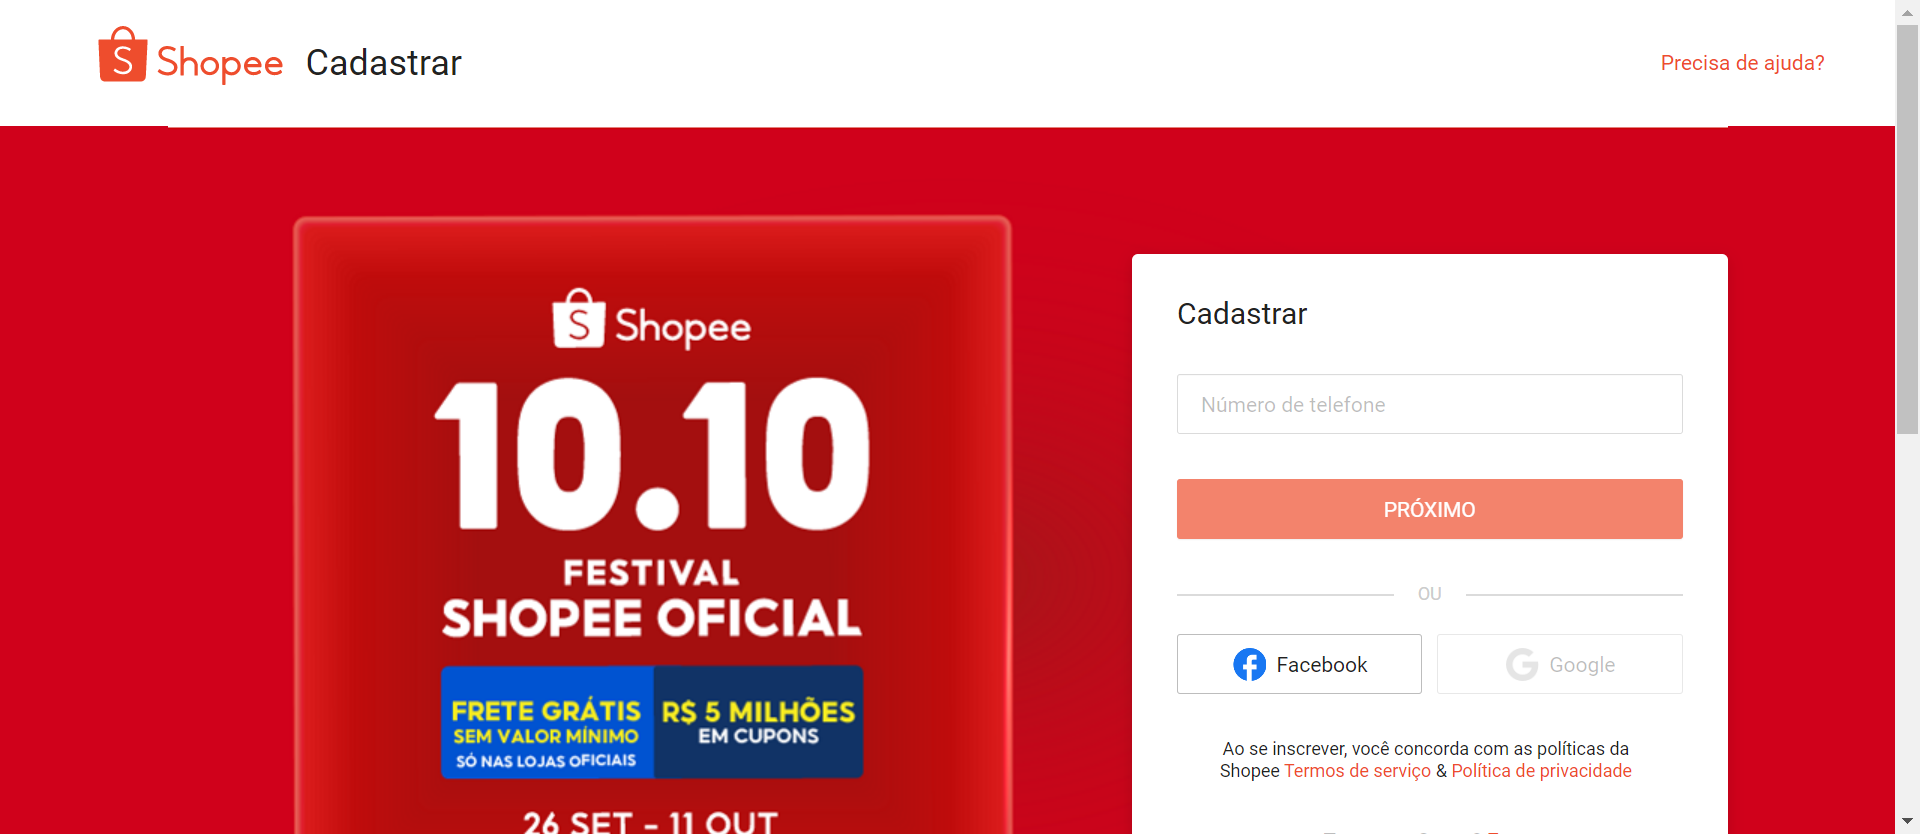 Shopee Cadastrar
Precisa de ajuda?
Shopee
10.10
FESTIVAL
SHOPEE OFICIAL
FRETE GRÁTIS
SEM VALOR MÍNIMO
SÓ NAS LOJAS OFICIAIS
R$ 5 MILHÕES
EM CUPONS
26 SET - 11 OUT
Cadastrar
Número de telefone
PRÓXIMO
OU
Facebook
Google
Ao se inscrever, você concorda com as políticas da
Shopee Termos de serviço & Política de privacidade